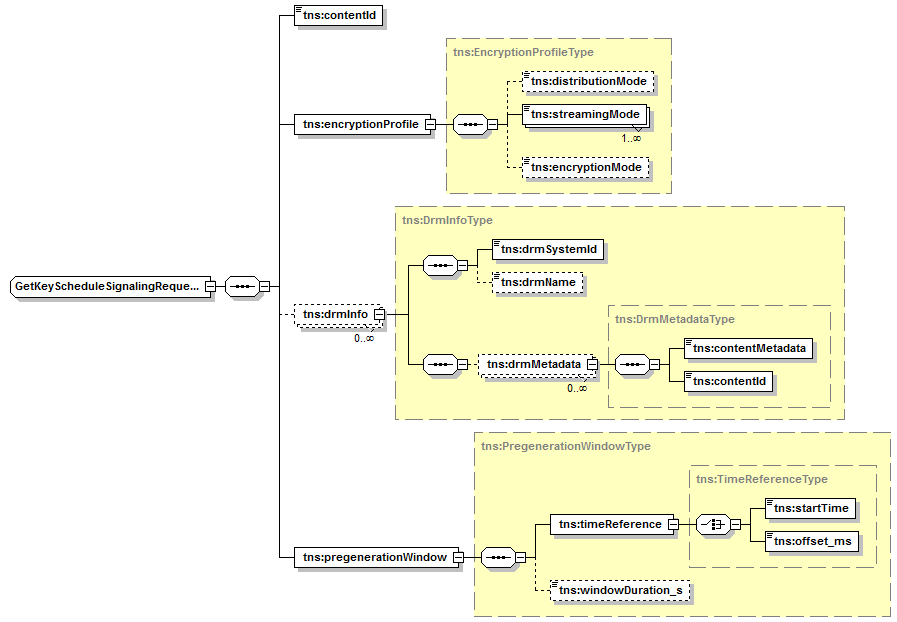 tns:contentId
tns:EncryptionProfileType
tns:distributionMode
tns:encryptionProfile
tns:streamingMode
1..∞
tns:encryptionMode
tns:DrmInfoType
tns:drmSystemId
tns:drmName
GetKeyScheduleSignalingReque...
tns:drmInfo
0..∞
tns:DrmMetadataType
tns:contentMetadata
tns:drmMetadata
0..∞
tns:contentId
tns:PregenerationWindowType
tns:TimeReferenceType
tns:startTime
tns:timeReference
tns:offset_ms
tns:pregenerationWindow
tns:windowDuration_s